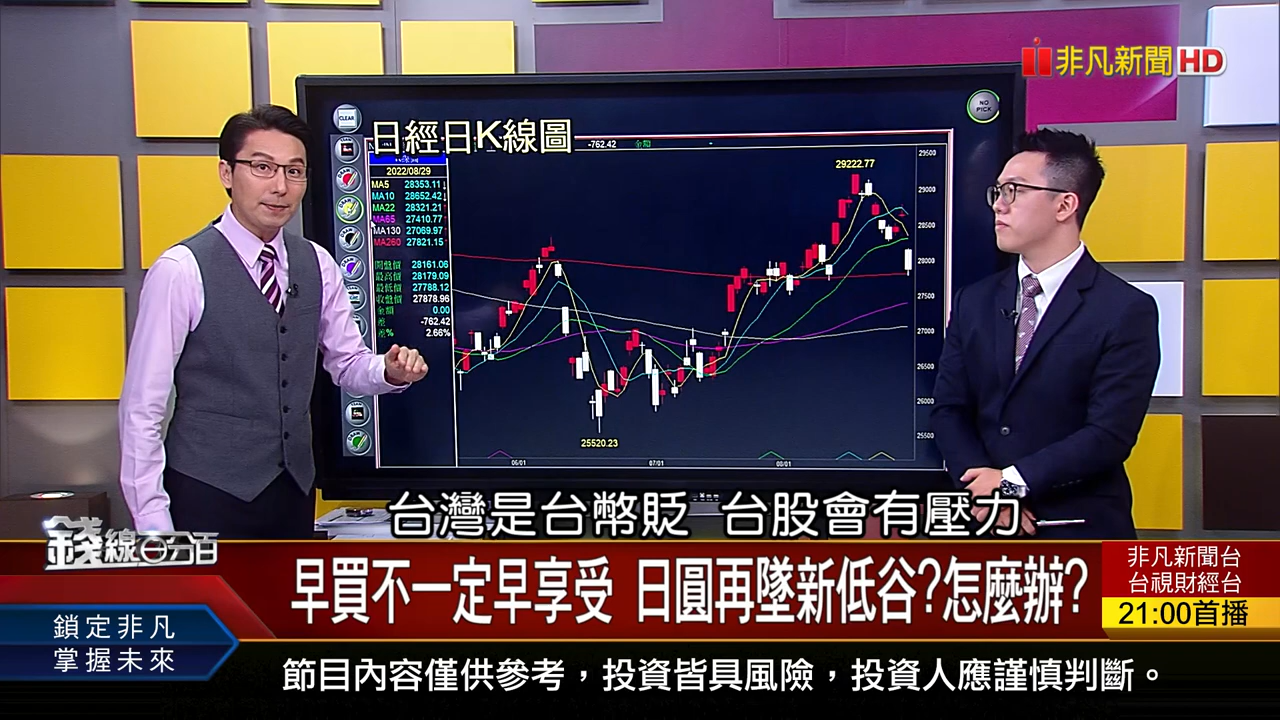 非凡新聞HD
CLEAR
NO PICK
日經日K線圖
-762.42
2022/08/29
MA5 28353.11
MA10 28652.42
MA22 28321.21
MA65 27410.77
MA130 27069.97
MA260 27821.15
開盤價 28161.06
最高價 28179.09
最低價 27788.12
收盤價 27878.96
金額 0.00
差 -762.42
差% 2.66%
29222.77
25520.23
29500
29000
28500
28000
27500
27000
26500
26000
25500
06/01
07/01
08/01
台灣是台幣貶 台股會有壓力
錢線百分百
早買不一定早享受 日圓再墜新低谷?怎麼辦?
非凡新聞台
台視財經台
21:00首播
鎖定非凡
掌握未來
節目內容僅供參考，投資皆具風險，投資人應謹慎判斷。